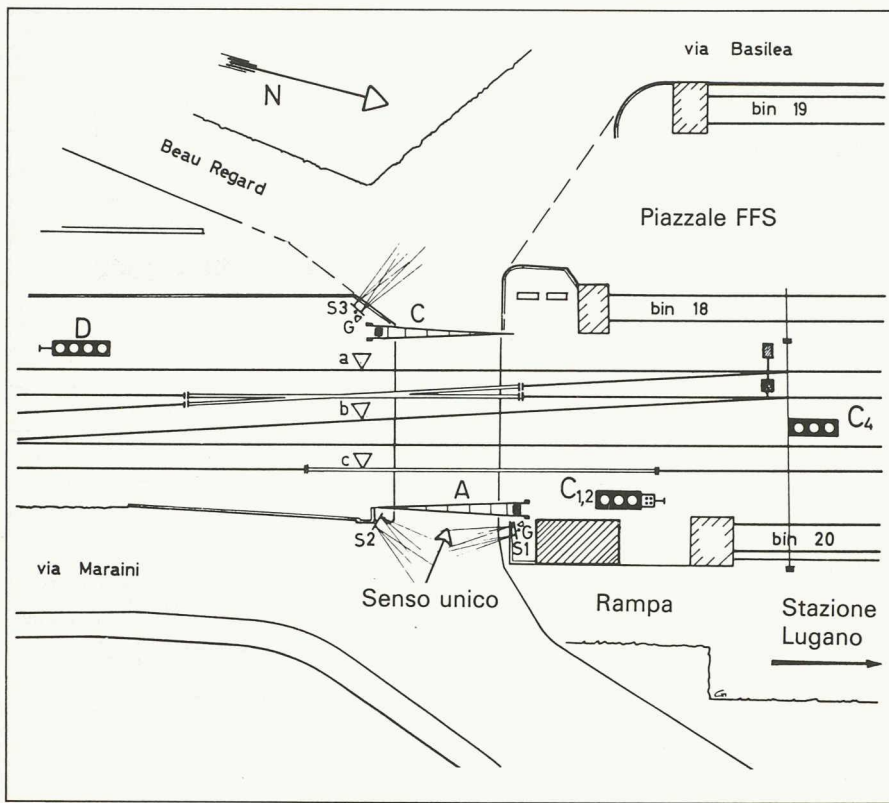 via Basilea
N
bin 19
Beau Regard
Piazzale FFS
S3
G
C
bin 18
D
a
b
C4
c
A
C1,2
S2
A
G
S1
bin 20
via Maraini
Senso unico
Rampa
Stazione
Lugano